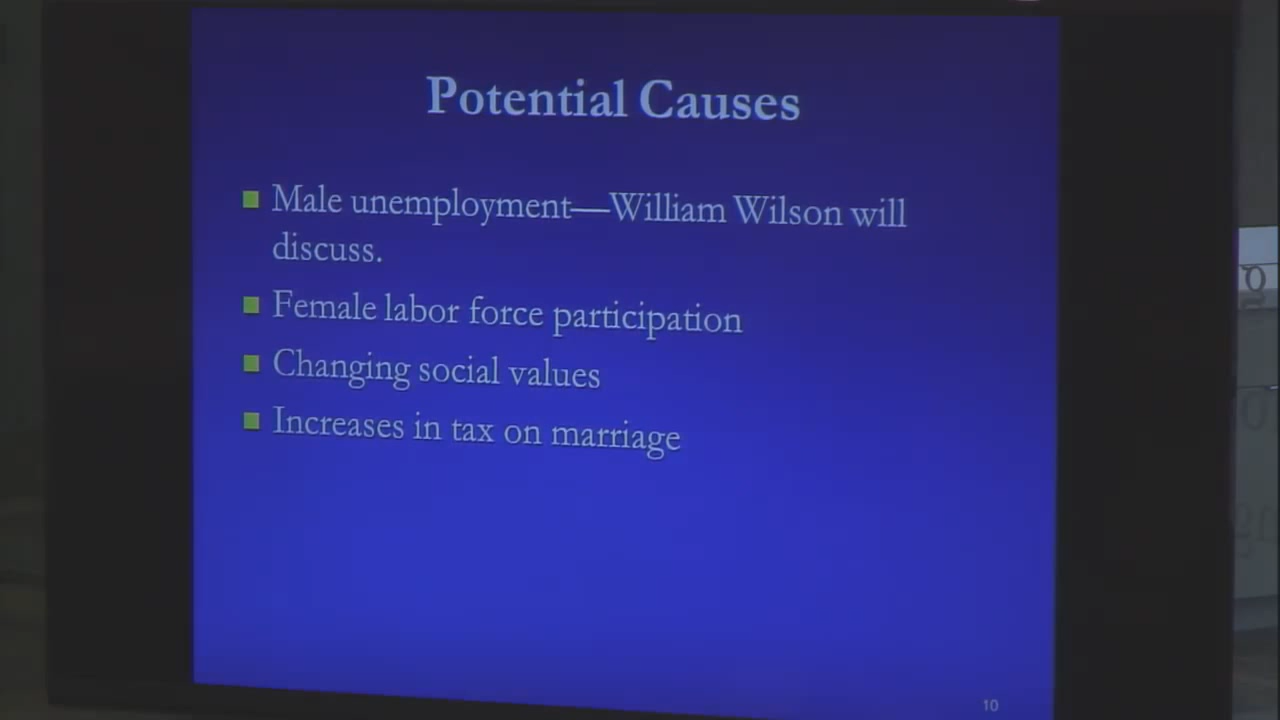 Potential Causes
Male unemployment—William Wilson will
discuss.
Female labor force participation
Changing social values
Increases in tax on marriage
10
g